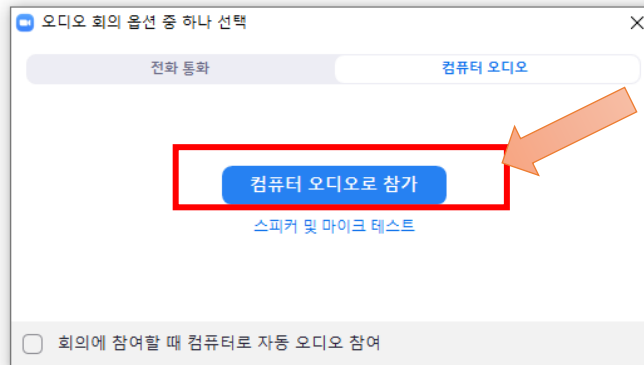 오디오 회의 옵션 중 하나 선택
전화 통화
컴퓨터 오디오
컴퓨터 오디오로 참가
스피커 및 마이크 테스트
회의에 참여할 때 컴퓨터로 자동 오디오 참여